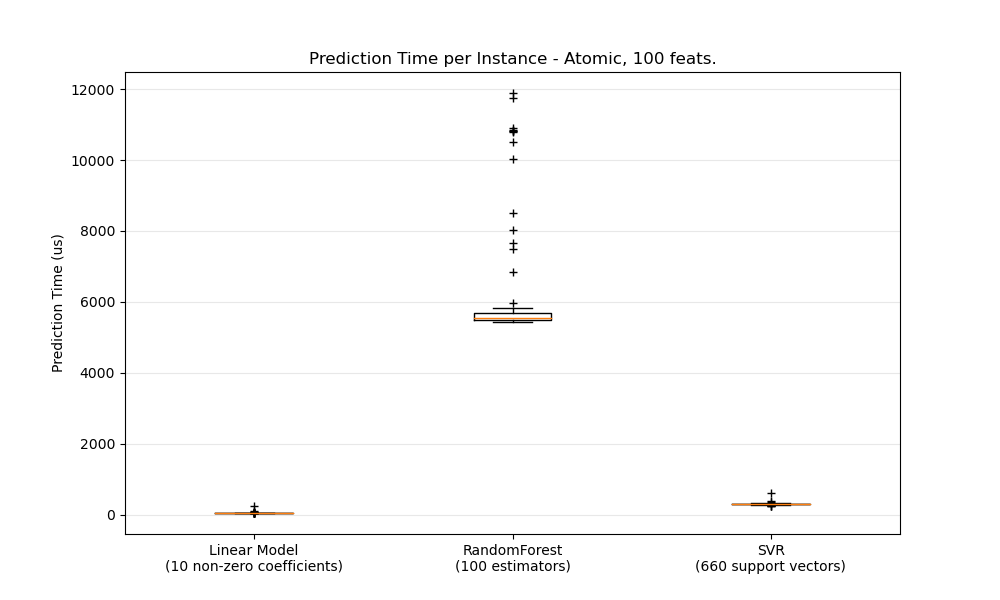 Prediction Time per Instance - Atomic, 100 feats.
12000
10000
8000
6000
4000
2000
0
Prediction Time (us)
Linear Model
(10 non-zero coefficients)
RandomForest
(100 estimators)
SVR
(660 support vectors)